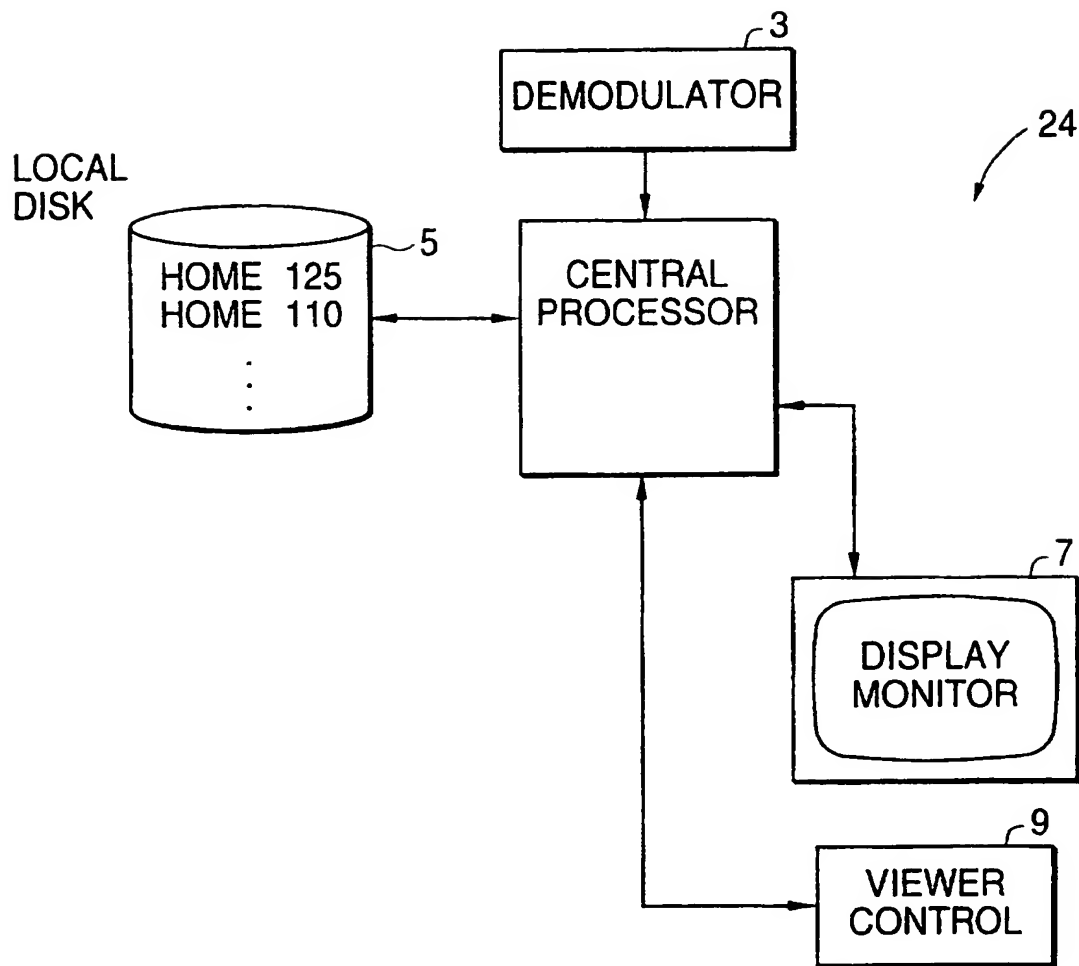 3
DEMODULATOR
24
LOCAL
DISK
5
HOME 125
HOME 110
.
.
.
CENTRAL
PROCESSOR
7
DISPLAY
MONITOR
9
VIEWER
CONTROL